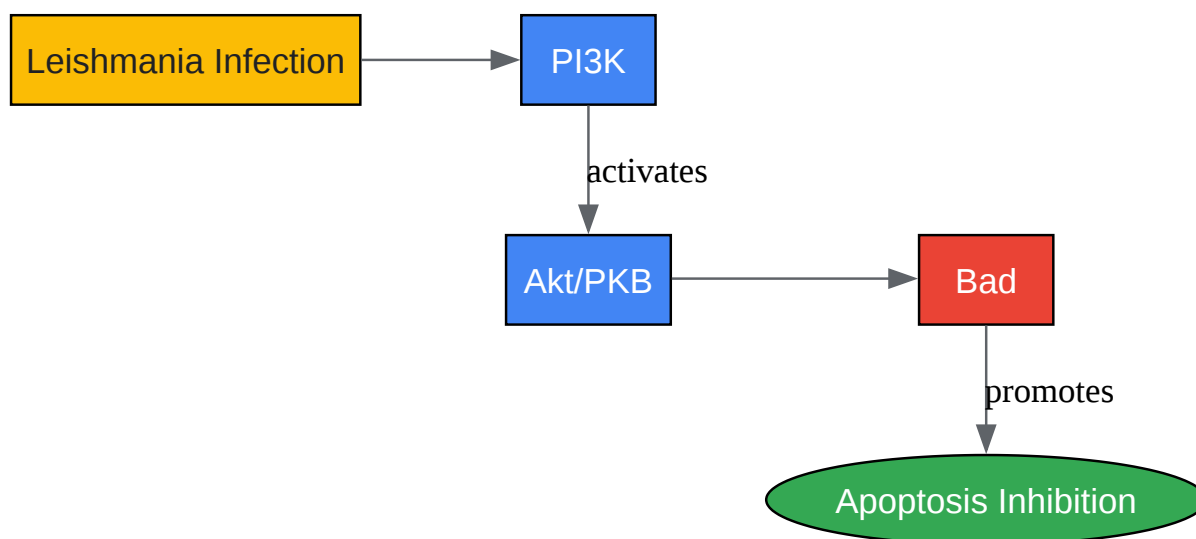 Leishmania Infection
PI3K
activates
Akt/PKB
Bad
promotes
Apoptosis Inhibition